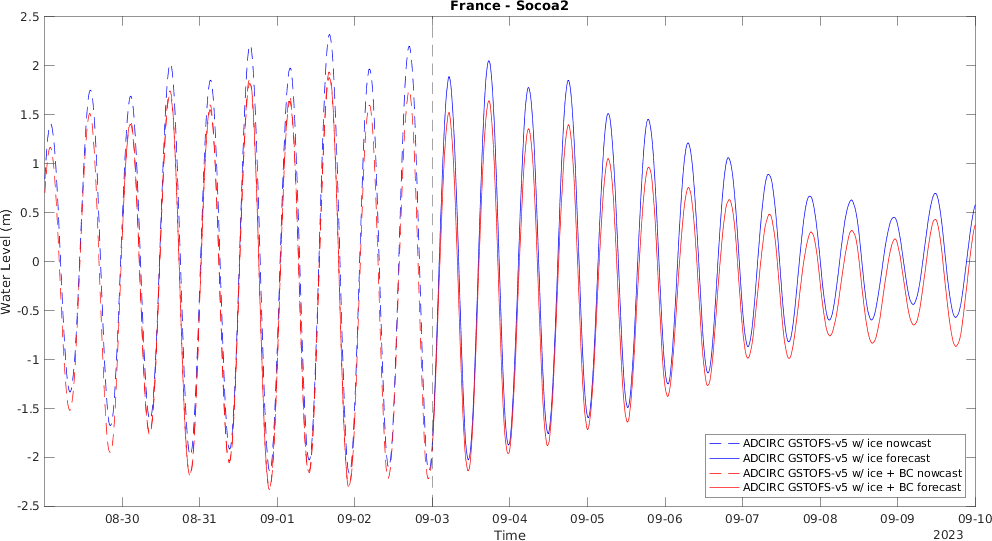 France - Socoa2
2.5
2
1.5
1
0.5
0
-0.5
-1
-1.5
-2
-2.5
Water Level (m)
ADCIRC GSTOFS-v5 w/ ice nowcast
ADCIRC GSTOFS-v5 w/ ice forecast
ADCIRC GSTOFS-v5 w/ ice + BC nowcast
ADCIRC GSTOFS-v5 w/ ice + BC forecast
08-30 08-31 09-01 09-02 09-03 09-04 09-05 09-06 09-07 09-08 09-09 09-10
Time
2023